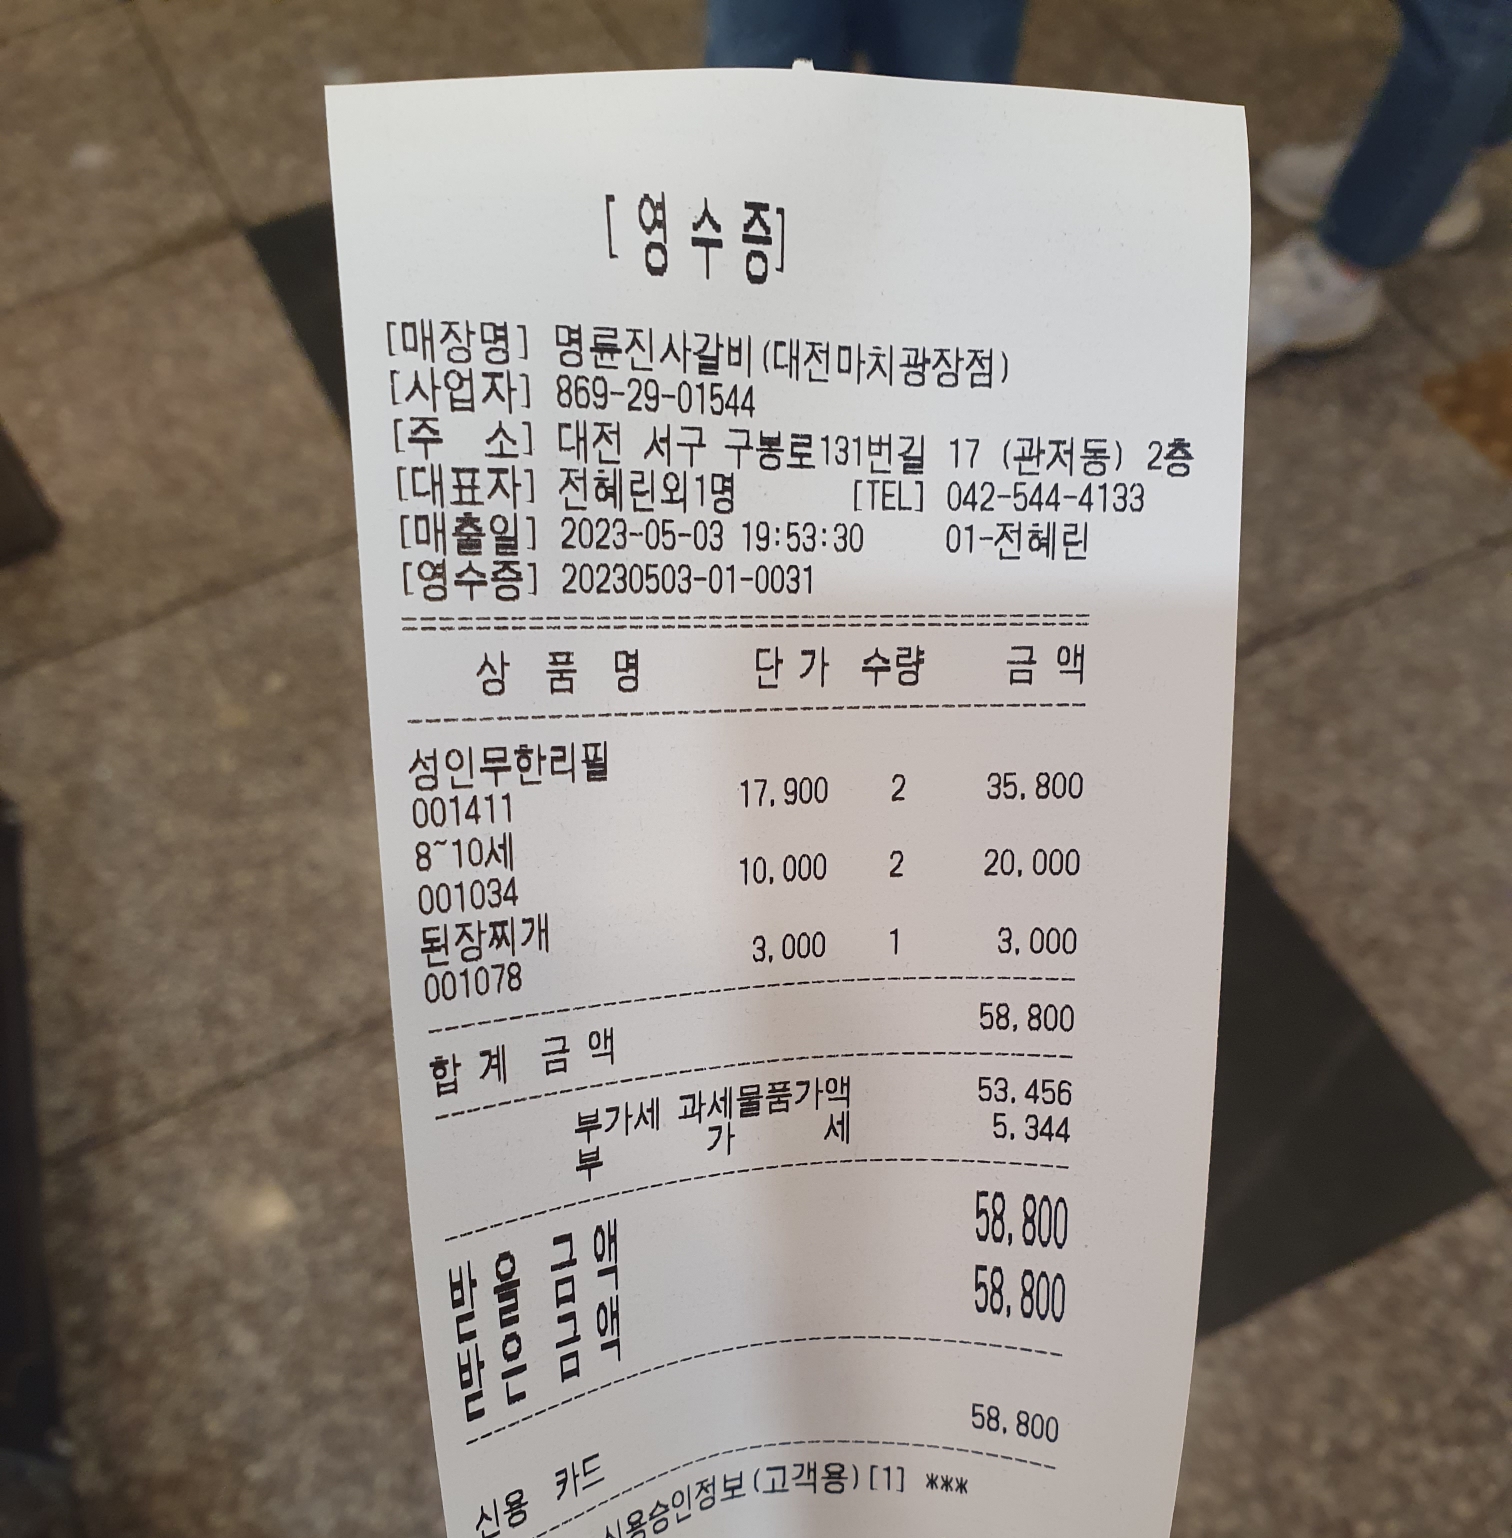 [영수증]
[매장명] 명륜진사갈비(대전마치광장점)
[사업자] 869-29-01544
[주 소] 대전 서구 구봉로131번길 17 (관저동) 2층
[대표자] 전혜린외1명 [TEL] 042-544-4133
[매출일] 2023-05-03 19:53:30 01-전혜린
[영수증] 20230503-01-0031
상 품 명 단 가 수량 금 액
성인무한리필
001411 17,900 2 35,800
8~10세
001034 10,000 2 20,000
된장찌개
001078 3,000 1 3,000
합 계 금 액 58,800
부가세 과세물품가액 53,456
부 가 세 5,344
받 을 금 액 58,800
받 은 금 액 58,800
신용 카드 58,800
신용승인정보(고객용)[1] ***